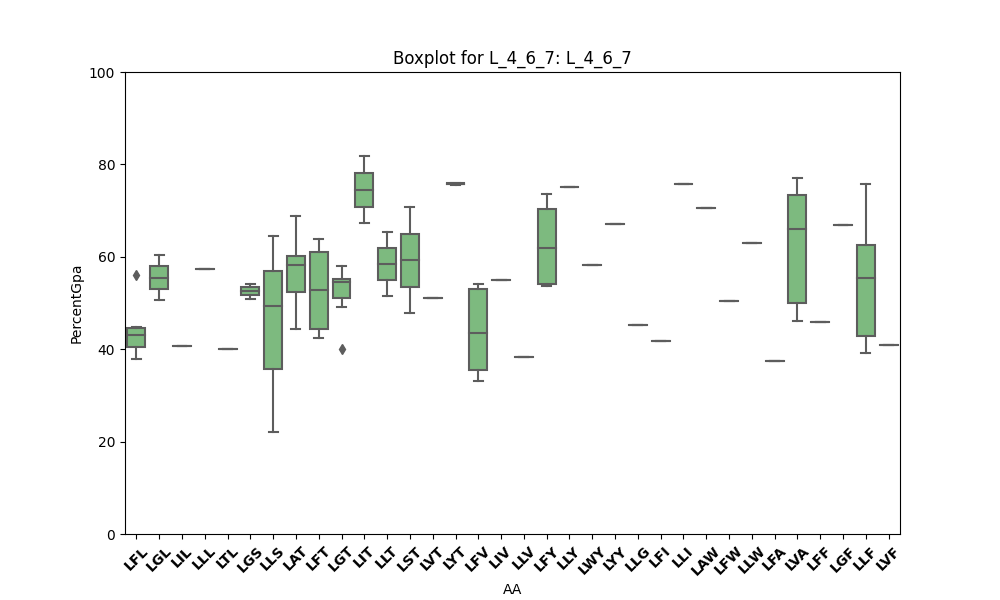 Boxplot for L_4_6_7: L_4_6_7
PercentGpa
100
80
60
40
20
0
LFL LGL LIL LLL LTL LGS LLS LAT LFT LGT LIT LLT LST LVT LYT LFV LIV LLV LFY LLY LWY LYY LLG LFI LLI LAW LFW LLW LFA LVA LFF LGF LLF LVF
AA